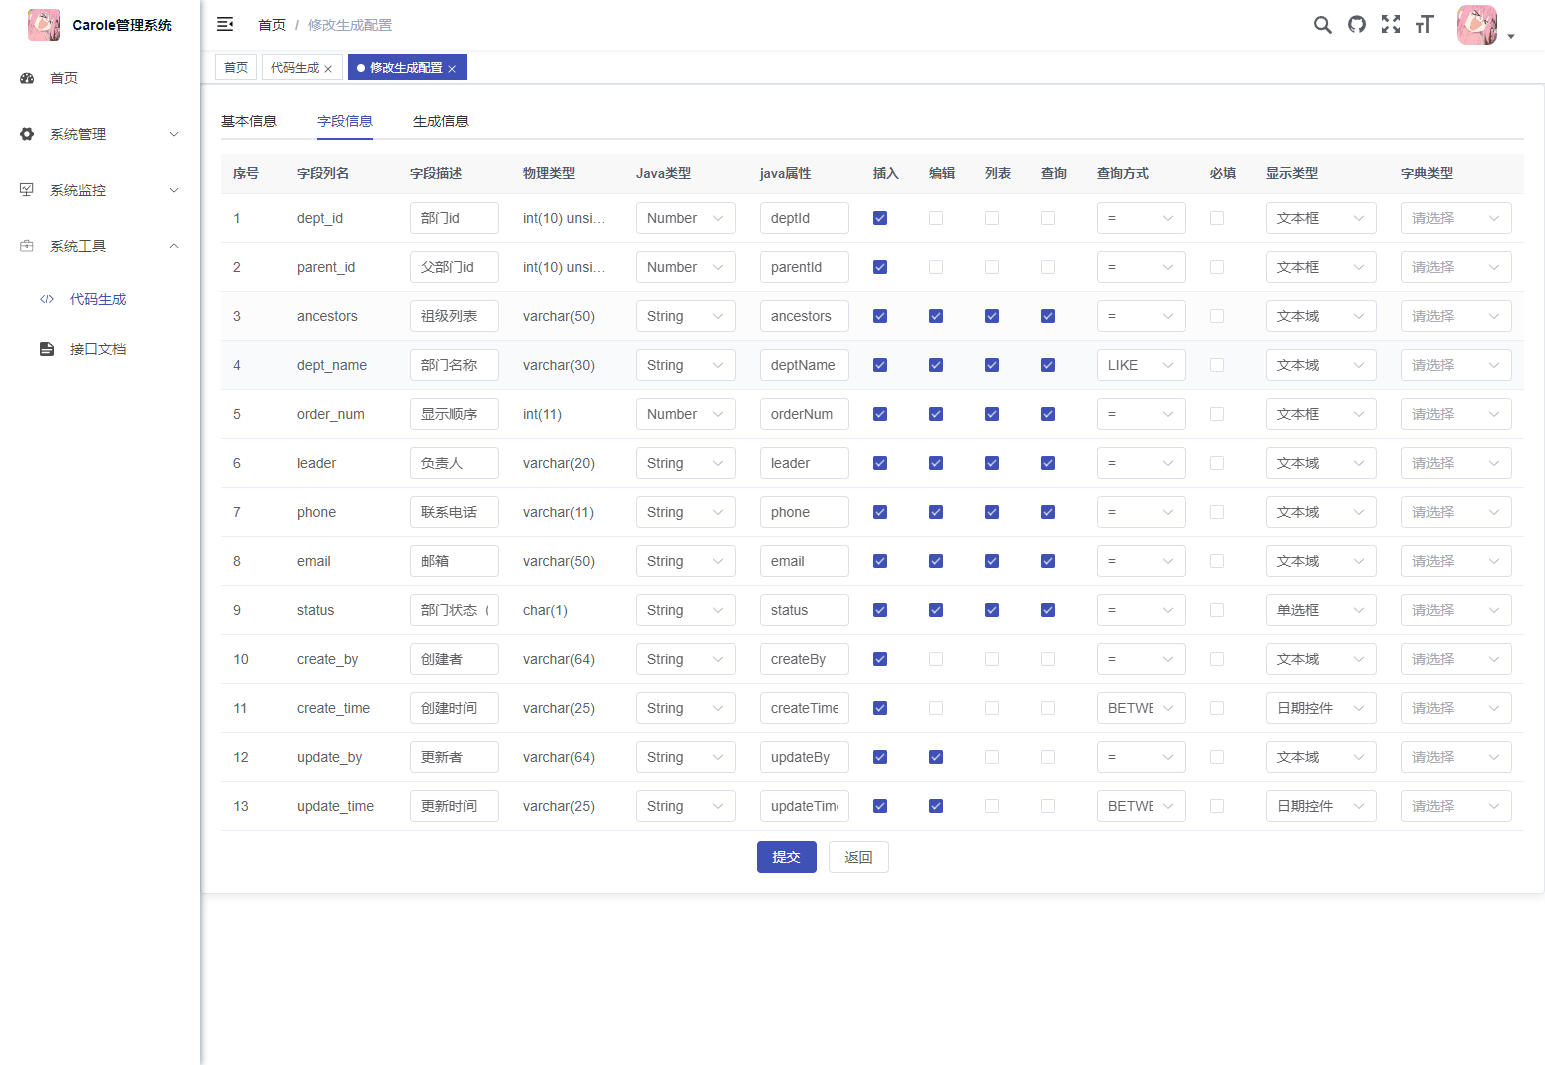 Carole管理系统
首页
系统管理
系统监控
系统工具
代码生成
接口文档
首页 / 修改生成配置
首页 代码生成 × 修改生成配置 ×
基本信息 字段信息 生成信息
序号 字段列名 字段描述 物理类型 Java类型 java属性 插入 编辑 列表 查询 查询方式 必填 显示类型 字典类型
1 dept_id 部门id int(10) unsi... Number deptId = 文本框 请选择
2 parent_id 父部门id int(10) unsi... Number parentId = 文本框 请选择
3 ancestors 祖级列表 varchar(50) String ancestors = 文本域 请选择
4 dept_name 部门名称 varchar(30) String deptName LIKE 文本域 请选择
5 order_num 显示顺序 int(11) Number orderNum = 文本框 请选择
6 leader 负责人 varchar(20) String leader = 文本域 请选择
7 phone 联系电话 varchar(11) String phone = 文本域 请选择
8 email 邮箱 varchar(50) String email = 文本域 请选择
9 status 部门状态（ char(1) String status = 单选框 请选择
10 create_by 创建者 varchar(64) String createBy = 文本域 请选择
11 create_time 创建时间 varchar(25) String createTime BETWE 日期控件 请选择
12 update_by 更新者 varchar(64) String updateBy = 文本域 请选择
13 update_time 更新时间 varchar(25) String updateTim BETWE 日期控件 请选择
提交 返回